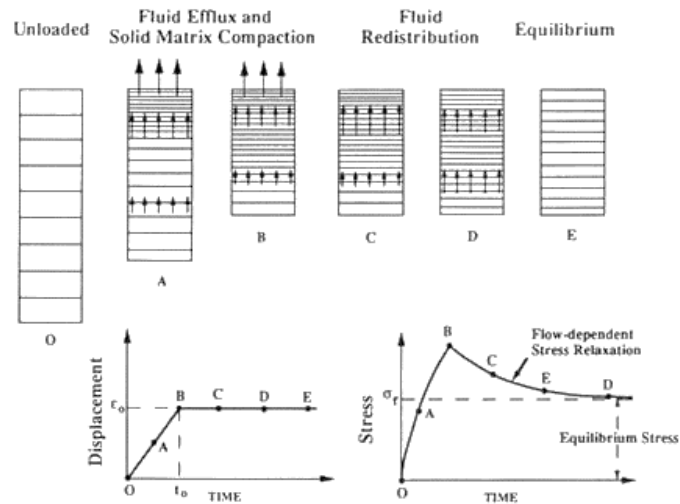 Unloaded
Fluid Efflux and
Solid Matrix Compaction
Fluid
Redistribution
Equilibrium
O
A
B
C
D
E
Displacement
ε₀
O
A
B
C
D
E
t₀
TIME
Stress
σᵣ
O
A
B
C
E
D
Flow-dependent
Stress Relaxation
Equilibrium Stress
TIME